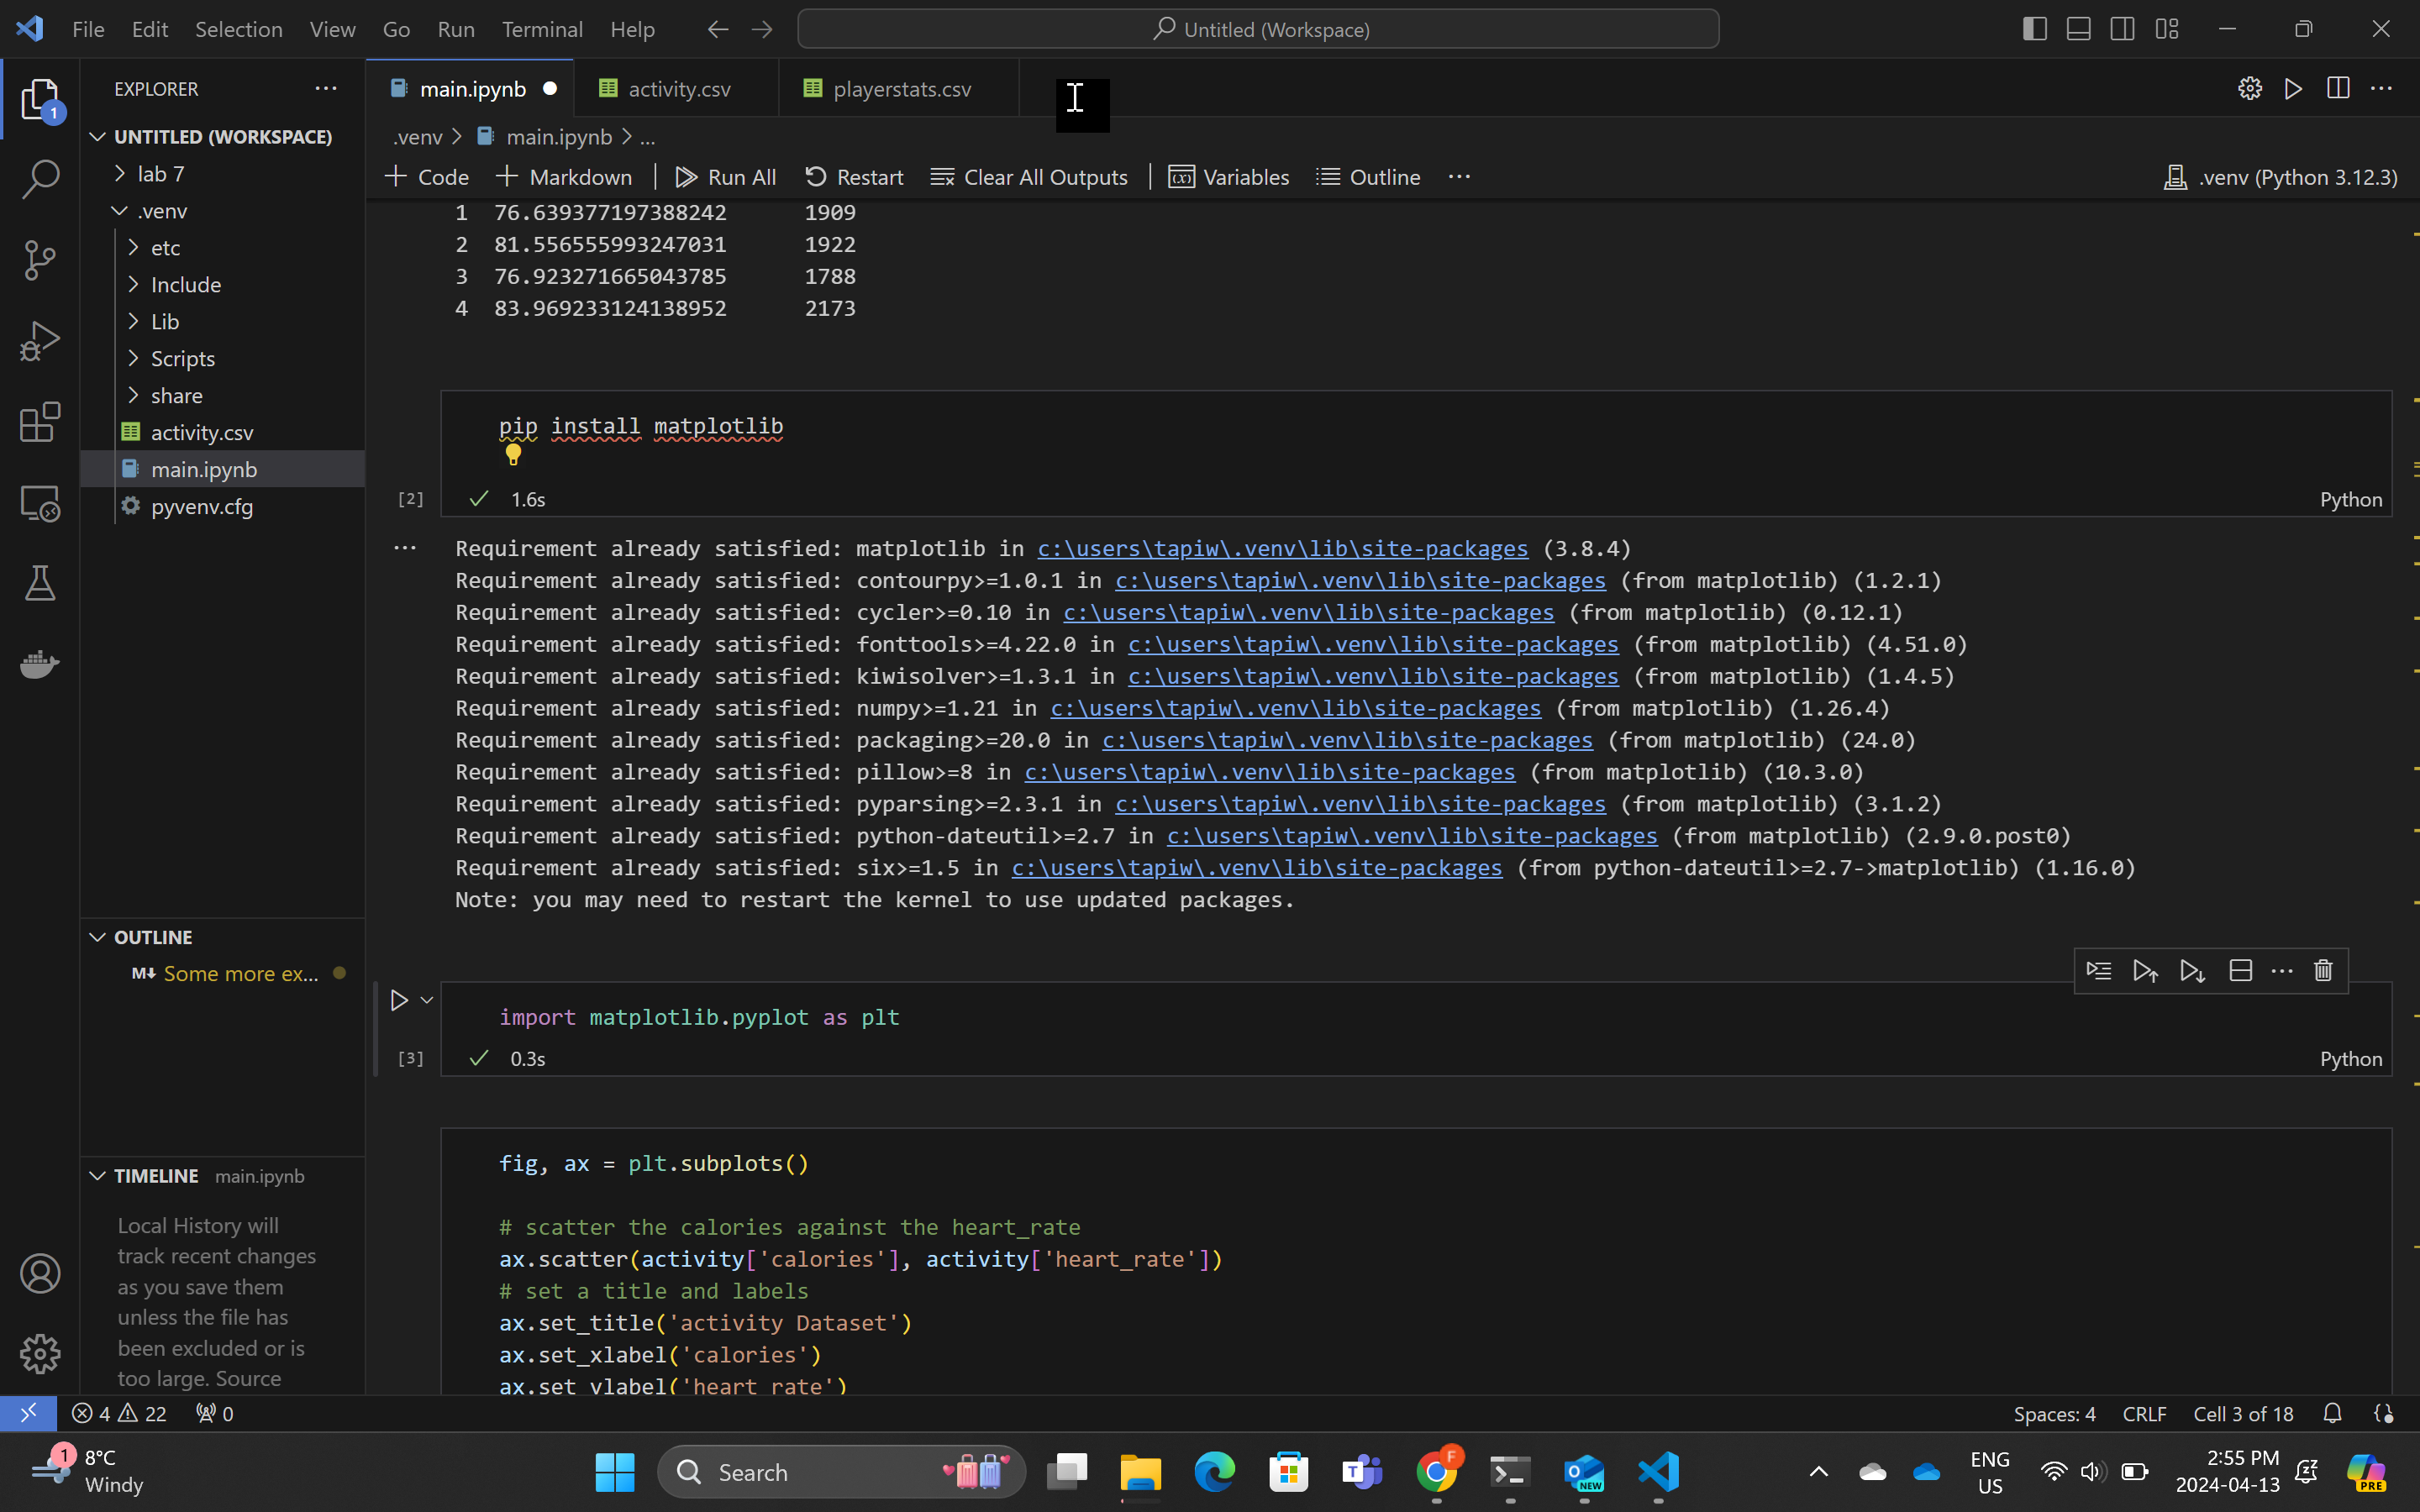 File Edit Selection View Go Run Terminal Help Untitled (Workspace)
EXPLORER
main.ipynb activity.csv playerstats.csv
UNTITLED (WORKSPACE)
lab 7
.venv
etc
Include
Lib
Scripts
share
activity.csv
main.ipynb
pyvenv.cfg
1
.venv > main.ipynb > ...
Code Markdown Run All Restart Clear All Outputs Variables Outline .venv (Python 3.12.3)
1 76.639377197388242 1909
2 81.556555993247031 1922
3 76.923271665043785 1788
4 83.969233124138952 2173
pip install matplotlib
[2] 1.6s Python
Requirement already satisfied: matplotlib in c:\users\tapiw\.venv\lib\site-packages (3.8.4)
Requirement already satisfied: contourpy>=1.0.1 in c:\users\tapiw\.venv\lib\site-packages (from matplotlib) (1.2.1)
Requirement already satisfied: cycler>=0.10 in c:\users\tapiw\.venv\lib\site-packages (from matplotlib) (0.12.1)
Requirement already satisfied: fonttools>=4.22.0 in c:\users\tapiw\.venv\lib\site-packages (from matplotlib) (4.51.0)
Requirement already satisfied: kiwisolver>=1.3.1 in c:\users\tapiw\.venv\lib\site-packages (from matplotlib) (1.4.5)
Requirement already satisfied: numpy>=1.21 in c:\users\tapiw\.venv\lib\site-packages (from matplotlib) (1.26.4)
Requirement already satisfied: packaging>=20.0 in c:\users\tapiw\.venv\lib\site-packages (from matplotlib) (24.0)
Requirement already satisfied: pillow>=8 in c:\users\tapiw\.venv\lib\site-packages (from matplotlib) (10.3.0)
Requirement already satisfied: pyparsing>=2.3.1 in c:\users\tapiw\.venv\lib\site-packages (from matplotlib) (3.1.2)
Requirement already satisfied: python-dateutil>=2.7 in c:\users\tapiw\.venv\lib\site-packages (from matplotlib) (2.9.0.post0)
Requirement already satisfied: six>=1.5 in c:\users\tapiw\.venv\lib\site-packages (from python-dateutil>=2.7->matplotlib) (1.16.0)
Note: you may need to restart the kernel to use updated packages.
import matplotlib.pyplot as plt
[3] 0.3s Python
fig, ax = plt.subplots()
# scatter the calories against the heart_rate
ax.scatter(activity['calories'], activity['heart_rate'])
# set a title and labels
ax.set_title('activity Dataset')
ax.set_xlabel('calories')
ax.set_ylabel('heart_rate')
OUTLINE
M Some more ex...
TIMELINE main.ipynb
Local History will
track recent changes
as you save them
unless the file has
been excluded or is
too large. Source
4 22 0 Spaces: 4 CRLF Cell 3 of 18
1 8°C
Windy
Search
T
F
O
NEW
ENG
US
2:55 PM
2024-04-13
PRE